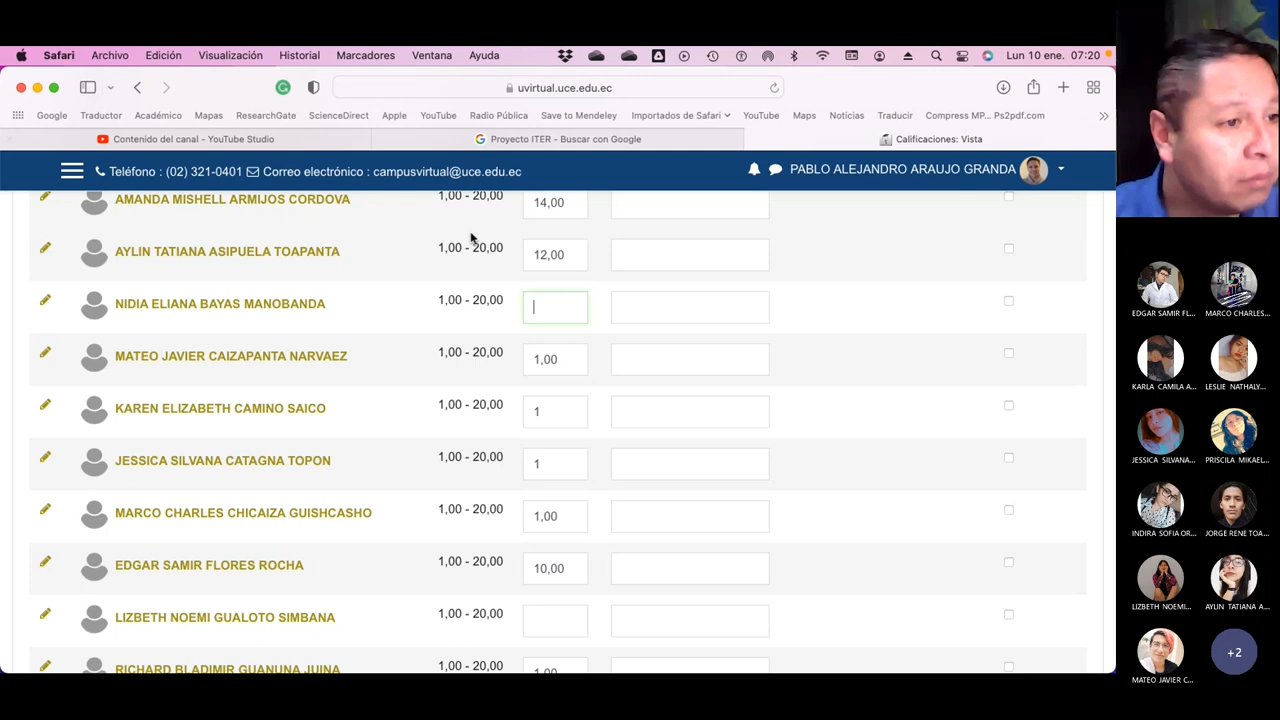 Safari Archivo Edición Visualización Historial Marcadores Ventana Ayuda Lun 10 ene. 07:20
uvirtual.uce.edu.ec
Google Traductor Académico Mapas ResearchGate ScienceDirect Apple YouTube Radio Pública Save to Mendeley Importados de Safari YouTube Maps Noticias Traducir Compress MP... Ps2pdf.com
Contenido del canal - YouTube Studio Proyecto ITER - Buscar con Google Calificaciones: Vista
Teléfono : (02) 321-0401 Correo electrónico : campusvirtual@uce.edu.ec PABLO ALEJANDRO ARAUJO GRANDA
AMANDA MISHELL ARMIJOS CORDOVA 1,00 - 20,00 14,00
AYLIN TATIANA ASIPUELA TOAPANTA 1,00 - 20,00 12,00
NIDIA ELIANA BAYAS MANOBANDA 1,00 - 20,00
MATEO JAVIER CAIZAPANTA NARVAEZ 1,00 - 20,00 1,00
KAREN ELIZABETH CAMINO SAICO 1,00 - 20,00 1
JESSICA SILVANA CATAGNA TOPON 1,00 - 20,00 1
MARCO CHARLES CHICAIZA GUISHCASHO 1,00 - 20,00 1,00
EDGAR SAMIR FLORES ROCHA 1,00 - 20,00 10,00
LIZBETH NOEMI GUALOTO SIMBANA 1,00 - 20,00
RICHARD BLADIMIR GUANUNA JUINA 1,00 - 20,00 1,00
EDGAR SAMIR FL... MARCO CHARLES...
KARLA CAMILA A... LESLIE NATHALY...
JESSICA SILVANA... PRISCILA MIKAEL...
INDIRA SOFIA OR... JORGE RENE TOA...
LIZBETH NOEMI... AYLIN TATIANA A...
MATEO JAVIER C... +2